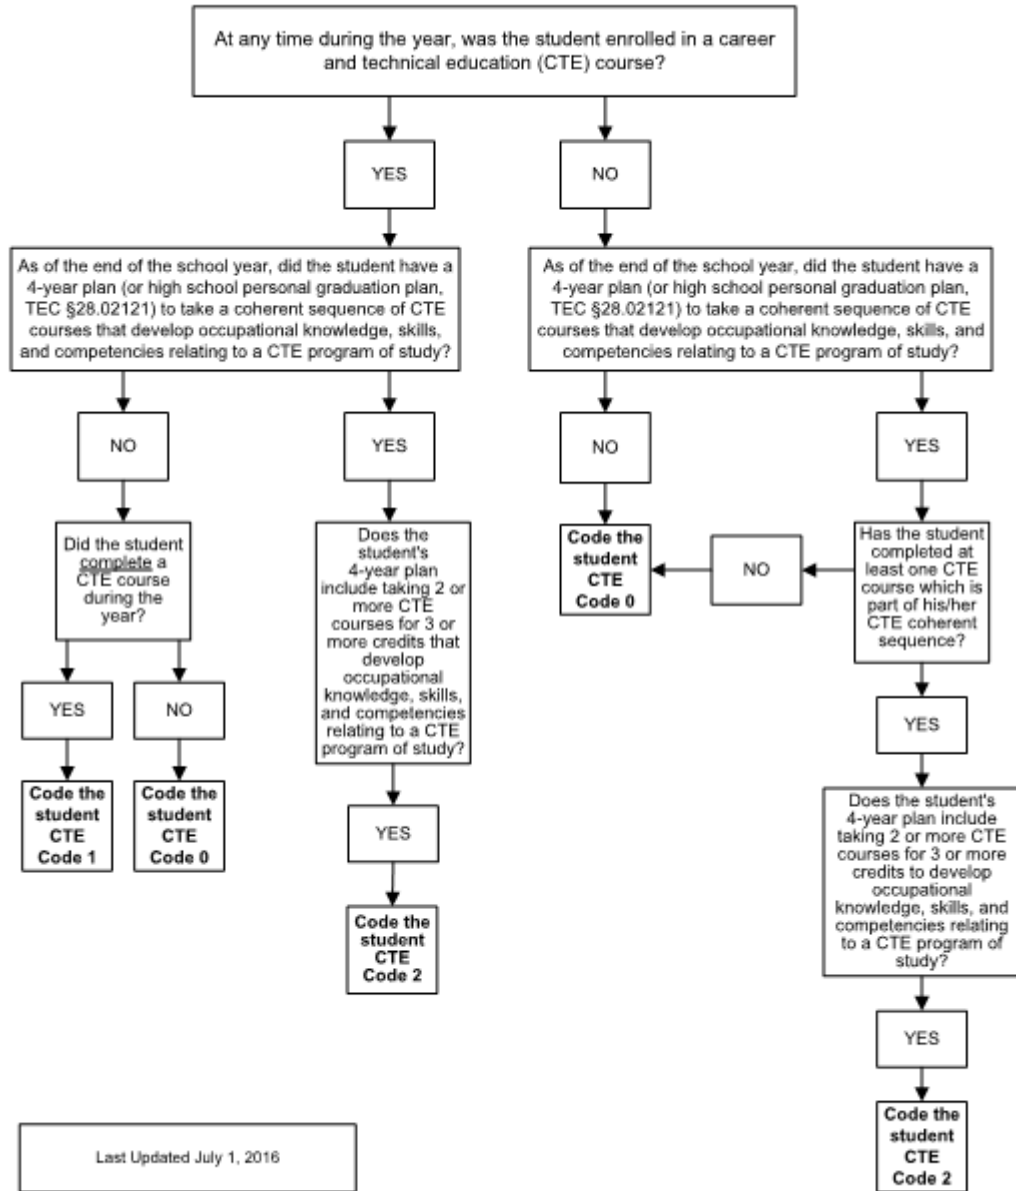 At any time during the year, was the student enrolled in a career
and technical education (CTE) course?
YES
NO
As of the end of the school year, did the student have a
4-year plan (or high school personal graduation plan,
TEC §28.02121) to take a coherent sequence of CTE
courses that develop occupational knowledge, skills,
and competencies relating to a CTE program of study?
As of the end of the school year, did the student have a
4-year plan (or high school personal graduation plan,
TEC §28.02121) to take a coherent sequence of CTE
courses that develop occupational knowledge, skills, and
competencies relating to a CTE program of study?
NO
YES
NO
YES
Did the student
complete a
CTE course
during the
year?
Does the
student's
4-year plan
include taking 2 or
more CTE
courses for 3 or
more credits that
develop
occupational
knowledge, skills,
and competencies
relating to a CTE
program of study?
Code the
student
CTE
Code 0
NO
Has the student
completed at
least one CTE
course which is
part of his/her
CTE coherent
sequence?
YES
NO
YES
Code the
student
CTE
Code 1
Code the
student
CTE
Code 0
YES
Does the student's
4-year plan include
taking 2 or more CTE
courses for 3 or more
credits to develop
occupational
knowledge, skills, and
competencies relating
to a CTE program of
study?
Code the
student
CTE
Code 2
YES
Code the
student
CTE
Code 2
Last Updated July 1, 2016